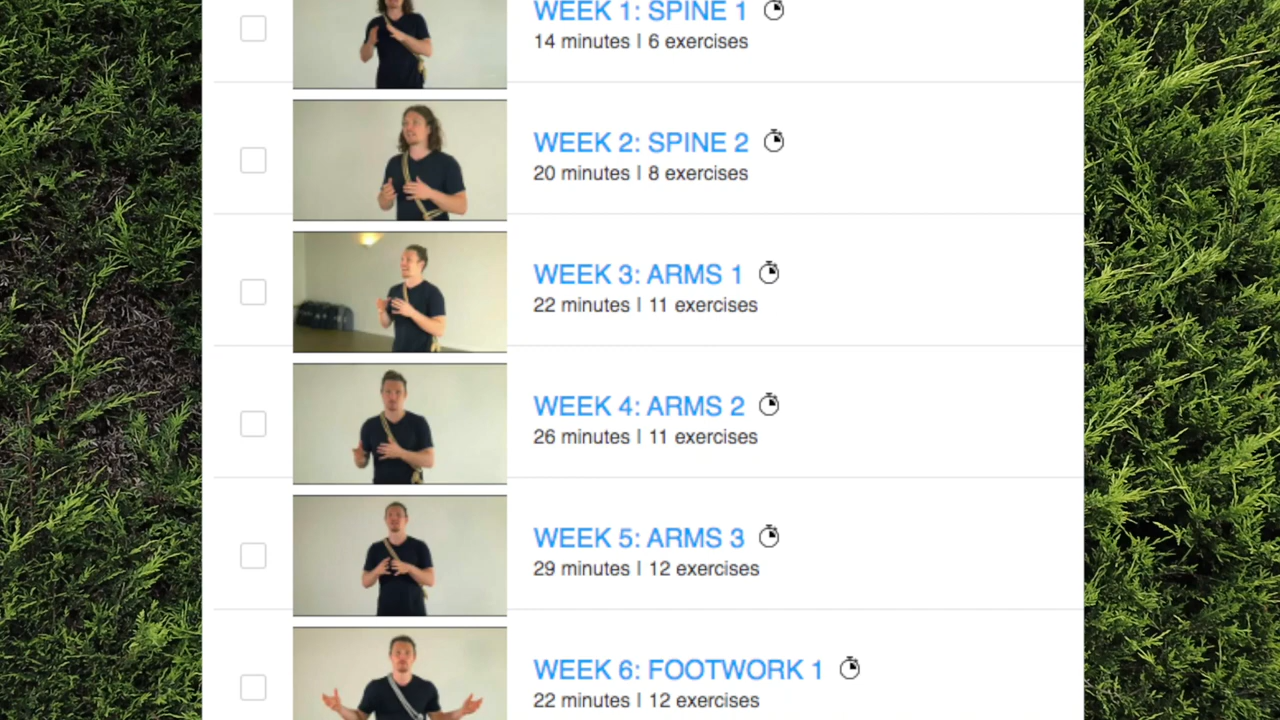 WEEK 1: SPINE 1
14 minutes | 6 exercises
WEEK 2: SPINE 2
20 minutes | 8 exercises
WEEK 3: ARMS 1
22 minutes | 11 exercises
WEEK 4: ARMS 2
26 minutes | 11 exercises
WEEK 5: ARMS 3
29 minutes | 12 exercises
WEEK 6: FOOTWORK 1
22 minutes | 12 exercises